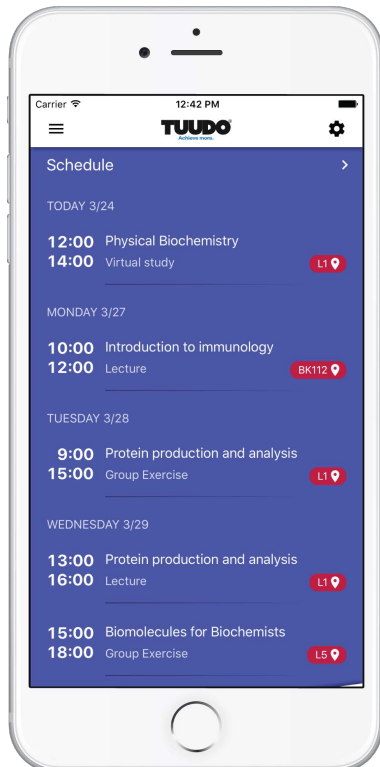 Carrier 12:42 PM
TUUDO
Achieve more.
Schedule
TODAY 3/24
12:00 Physical Biochemistry
14:00 Virtual study L1
MONDAY 3/27
10:00 Introduction to immunology
12:00 Lecture BK112
TUESDAY 3/28
9:00 Protein production and analysis
15:00 Group Exercise L1
WEDNESDAY 3/29
13:00 Protein production and analysis
16:00 Lecture L1
15:00 Biomolecules for Biochemists
18:00 Group Exercise L5